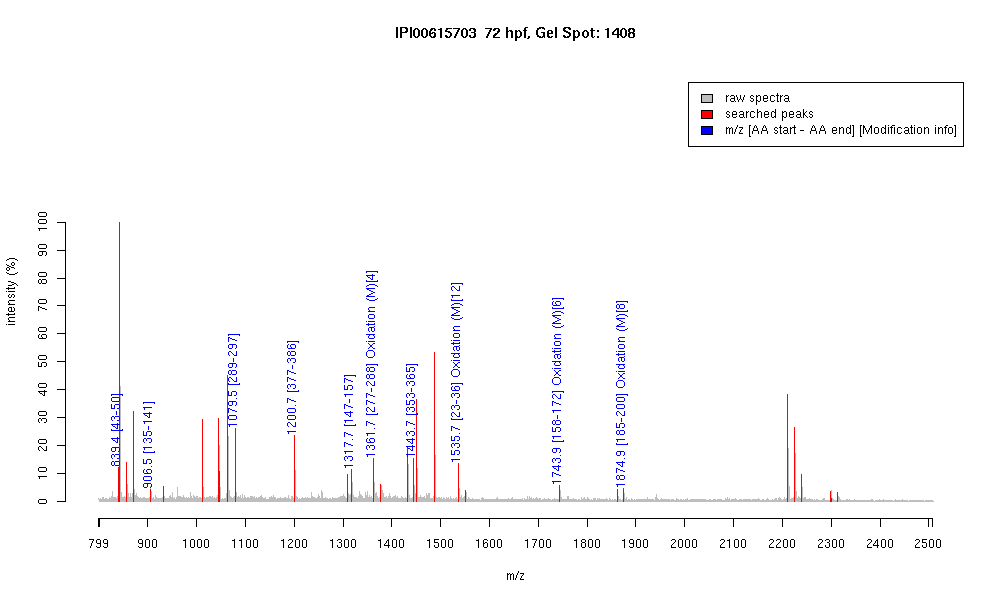 IPI00615703 72 hpf, Gel Spot: 1408
raw spectra
searched peaks
m/z [AA start - AA end] [Modification info]
intensity (%)
100
90
80
70
60
50
40
30
20
10
0
839.4 [43-50]
906.5 [135-141]
1079.5 [289-297]
1200.7 [377-386]
1317.7 [147-157]
1361.7 [277-288] Oxidation (M)[4]
1443.7 [353-365]
1535.7 [23-36] Oxidation (M)[12]
1743.9 [158-172] Oxidation (M)[6]
1874.9 [185-200] Oxidation (M)[8]
799 900 1000 1100 1200 1300 1400 1500 1600 1700 1800 1900 2000 2100 2200 2300 2400 2500
m/z